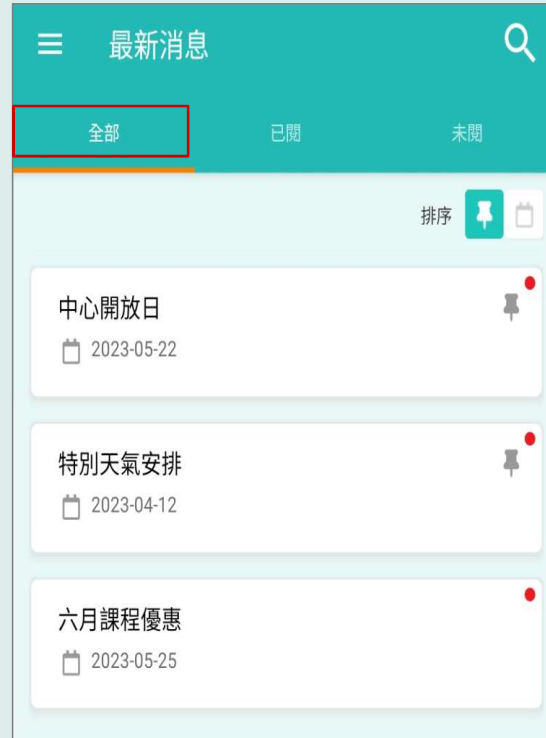 最新消息
全部 已閱 未閱
排序
中心開放日
2023-05-22
特別天氣安排
2023-04-12
六月課程優惠
2023-05-25